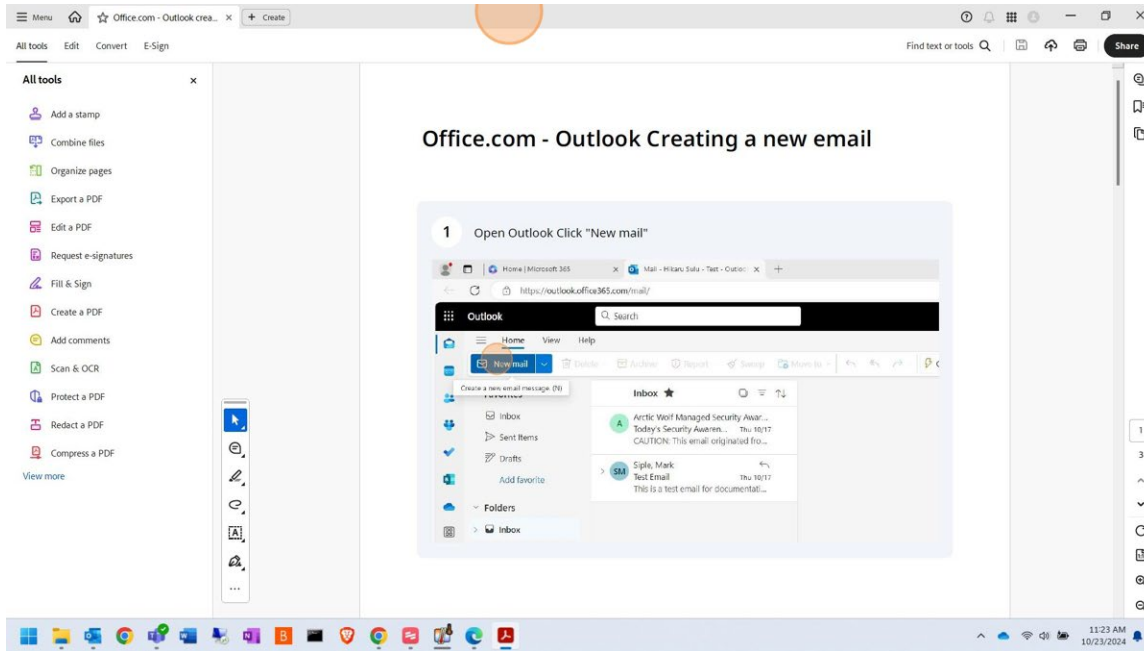 Menu
Office.com - Outlook crea...
+ Create
All tools Edit Convert E-Sign
Find text or tools
Share
All tools
Add a stamp
Combine files
Organize pages
Export a PDF
Edit a PDF
Request e-signatures
Fill & Sign
Create a PDF
Add comments
Scan & OCR
Protect a PDF
Redact a PDF
Compress a PDF
View more
Office.com - Outlook Creating a new email
1 Open Outlook Click "New mail"
Home | Microsoft 365
Mail - Hikaru Sulu - Test - Outloo
https://outlook.office365.com/mail/
Outlook
Search
Home View Help
New mail
Delete Archive Report Sweep Move to
Create a new email message (N)
Inbox
Sent Items
Drafts
Add favorite
Folders
Inbox
Inbox
A
Arctic Wolf Managed Security Awar...
Today's Security Awaren... Thu 10/17
CAUTION: This email originated fro...
SM
Siple, Mark
Test Email Thu 10/17
This is a test email for documentati...
1
3
B
11:23 AM
10/23/2024